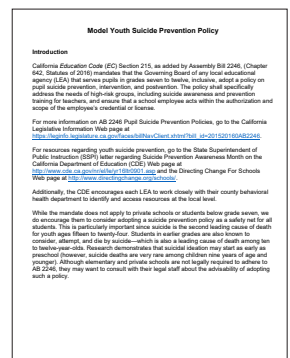 Model Youth Suicide Prevention Policy
Introduction
California Education Code (EC) Section 215, as added by Assembly Bill 2246, (Chapter
642, Statutes of 2016) mandates that the Governing Board of any local educational
agency (LEA) that serves pupils in grades seven to twelve, inclusive, adopt a policy on
pupil suicide prevention, intervention, and postvention. The policy shall specifically
address the needs of high-risk groups, including suicide awareness and prevention
training for teachers, and ensure that a school employee acts within the authorization and
scope of the employee's credential or license.
For more information on AB 2246 Pupil Suicide Prevention Policies, go to the California
Legislative Information Web page at
https://leginfo.legislature.ca.gov/faces/billNavClient.xhtml?bill_id=201520160AB2246.
For resources regarding youth suicide prevention, go to the State Superintendent of
Public Instruction (SSPI) letter regarding Suicide Prevention Awareness Month on the
California Department of Education (CDE) Web page at
http://www.cde.ca.gov/nr/el/le/yr16ltr0901.asp and the Directing Change For Schools
Web page at http://www.directingchange.org/schools/.
Additionally, the CDE encourages each LEA to work closely with their county behavioral
health department to identify and access resources at the local level.
While the mandate does not apply to private schools or students below grade seven, we
do encourage them to consider adopting a suicide prevention policy as a safety net for all
students. This is particularly important since suicide is the second leading cause of death
for youth ages fifteen to twenty-four. Students in earlier grades are also known to
consider, attempt, and die by suicide—which is also a leading cause of death among ten
to twelve-year-olds. Research demonstrates that suicidal ideation may start as early as
preschool (however, suicide deaths are very rare among children nine years of age and
younger). Although elementary and private schools are not legally required to adhere to
AB 2246, they may want to consult with their legal staff about the advisability of adopting
such a policy.